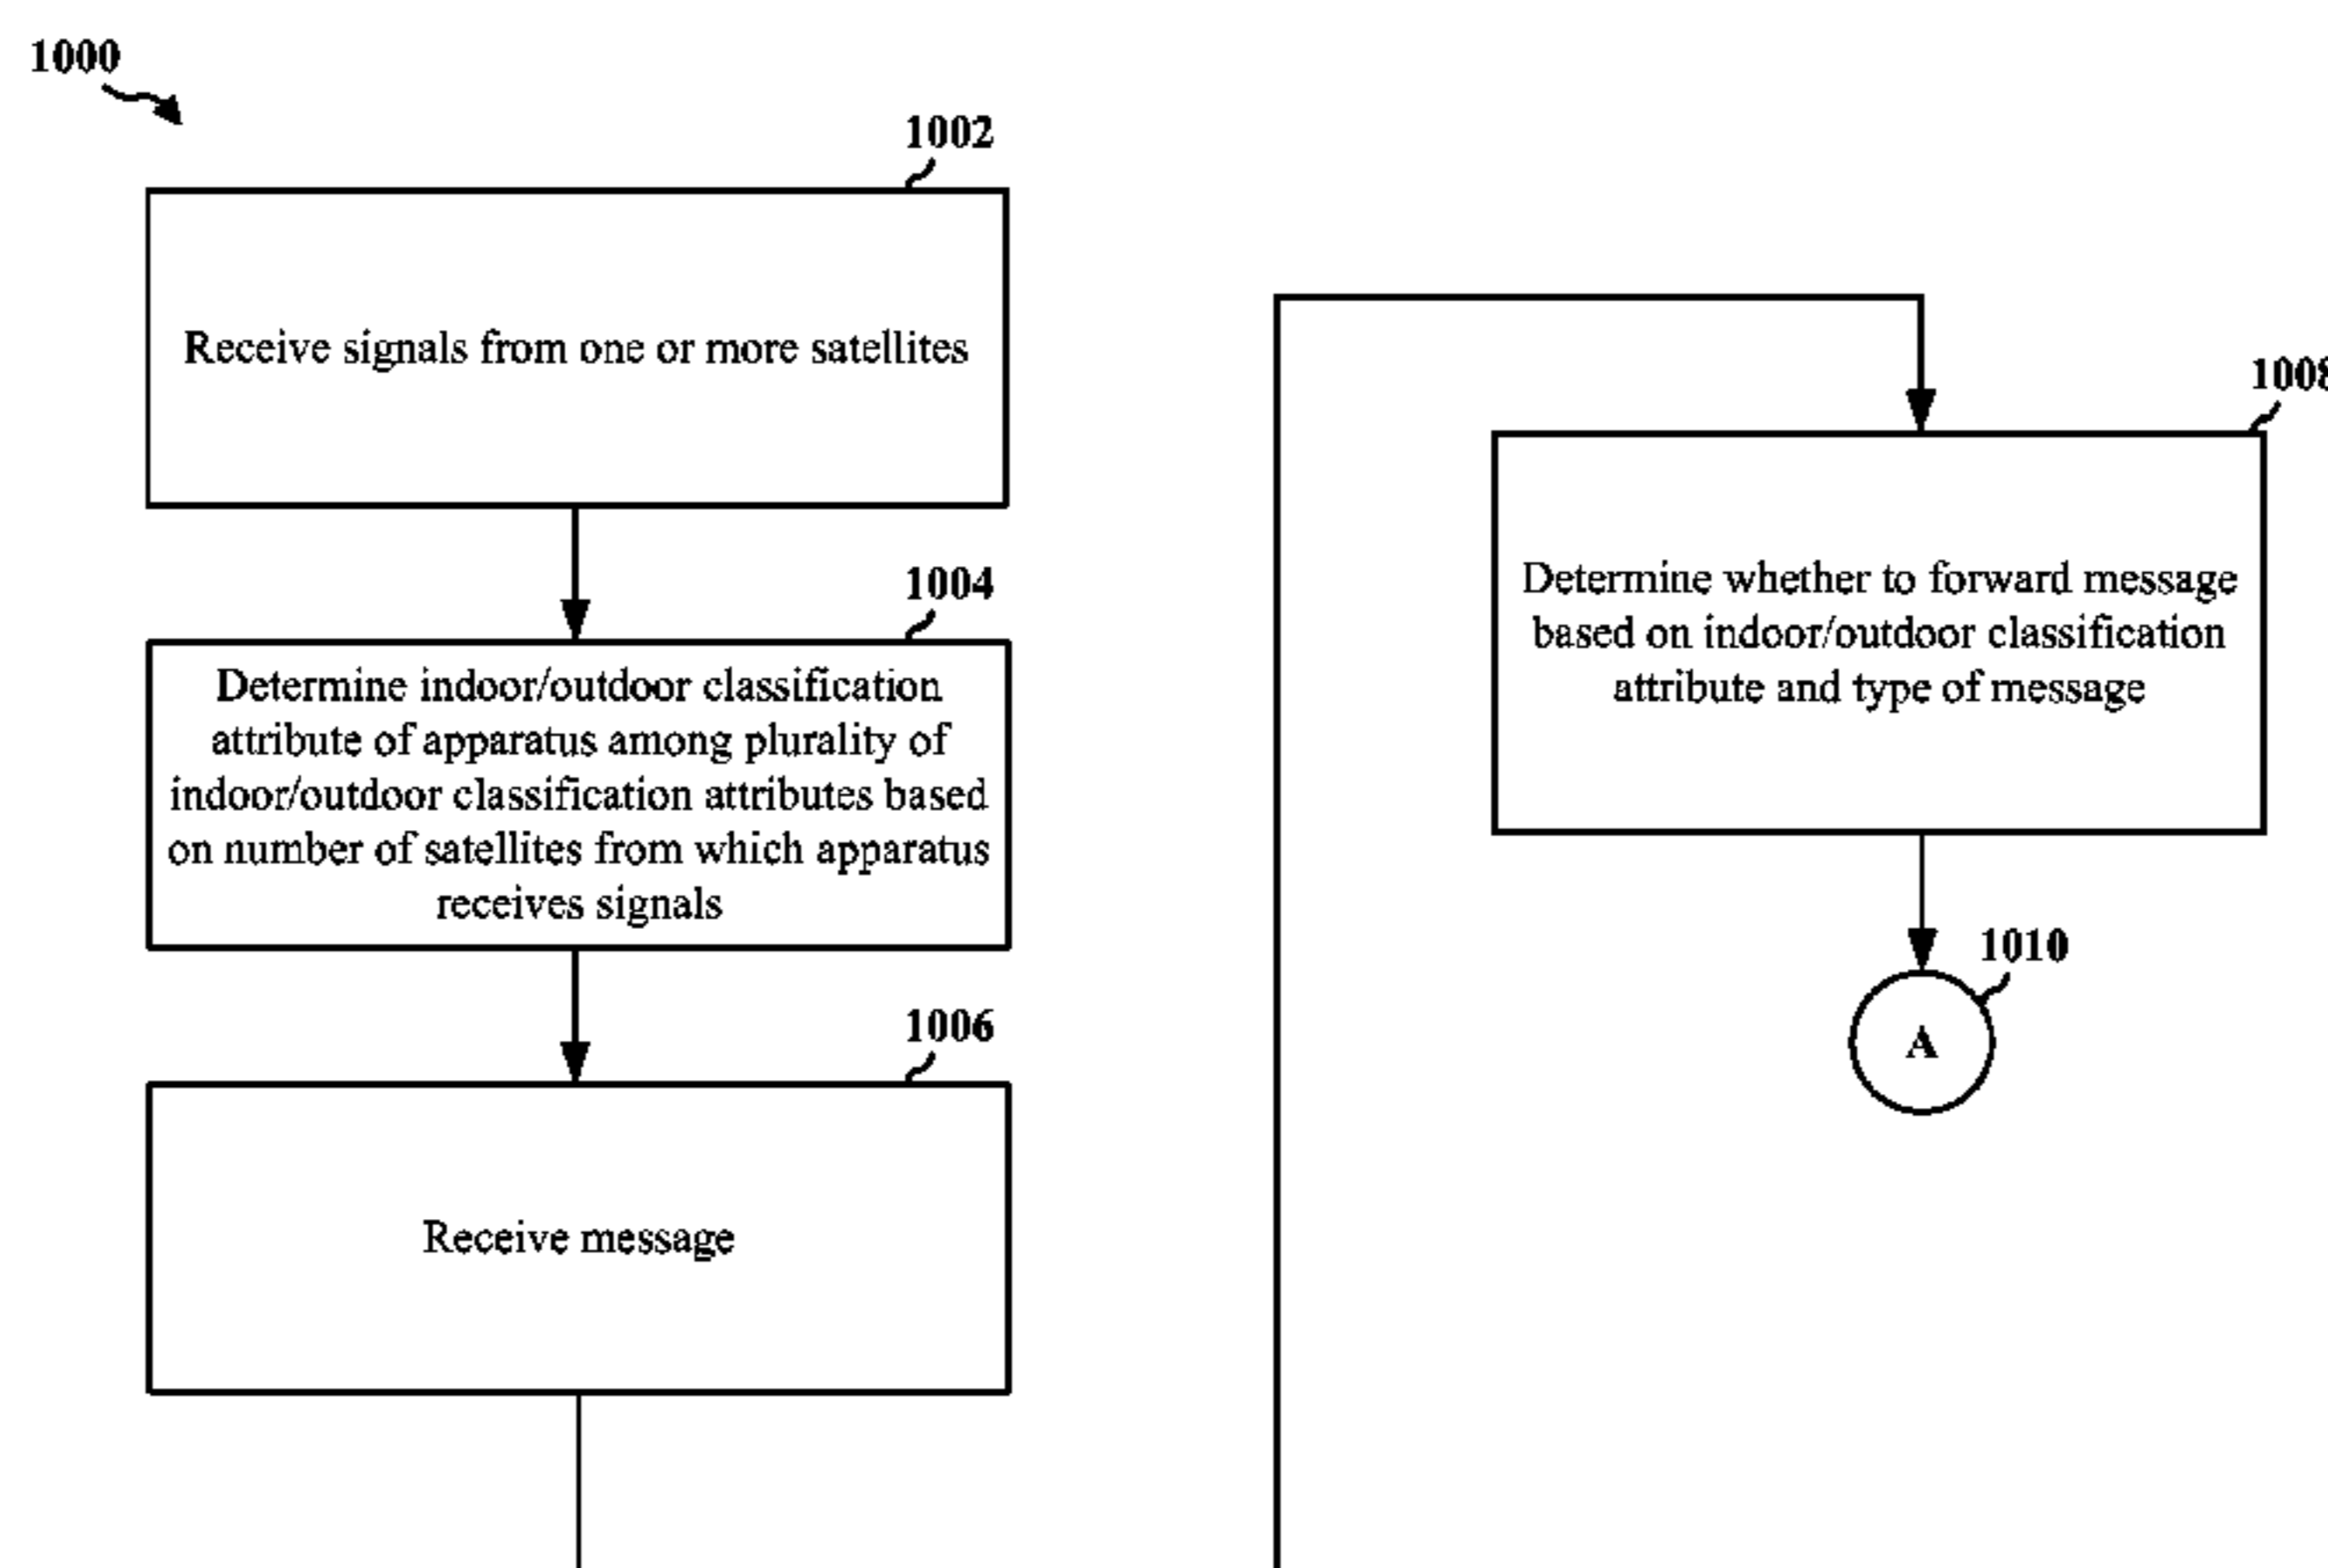 1000
1002
Receive signals from one or more satellites
1004
Determine indoor/outdoor classification
attribute of apparatus among plurality of
indoor/outdoor classification attributes based
on number of satellites from which apparatus
receives signals
1006
Receive message
1008
Determine whether to forward message
based on indoor/outdoor classification
attribute and type of message
1010
A